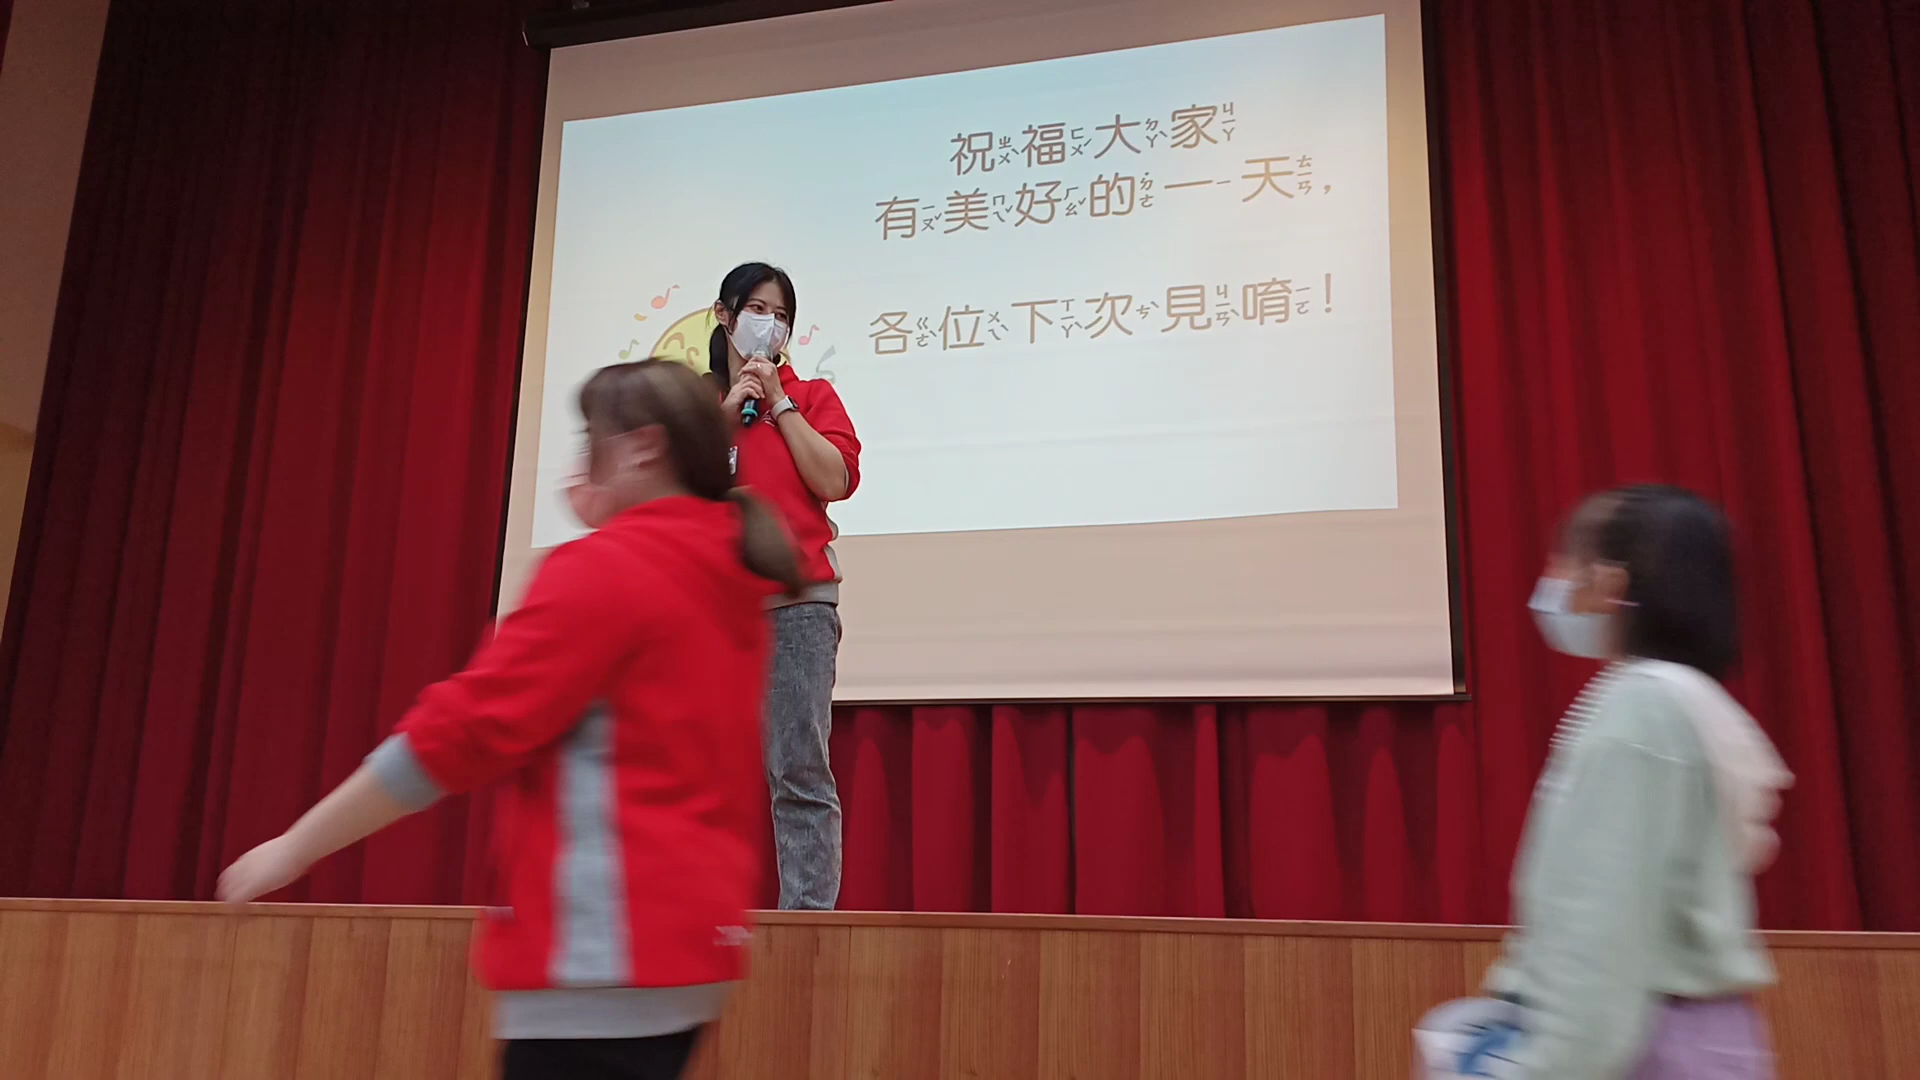 祝福大家
有美好的一天，
各位下次見唷！